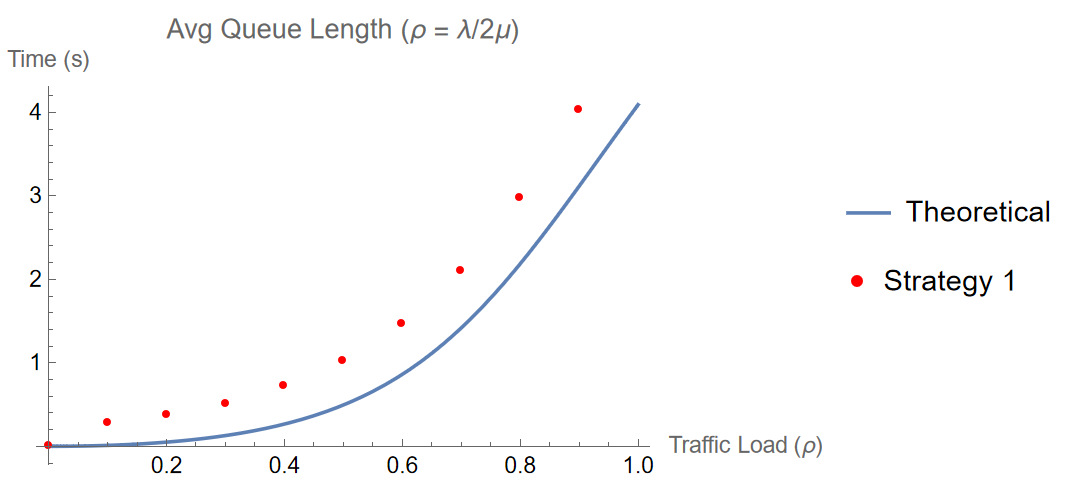 Avg Queue Length (ρ = λ/2μ)
Time (s)
4
3
2
1
0.2 0.4 0.6 0.8 1.0
Traffic Load (ρ)
Theoretical
Strategy 1